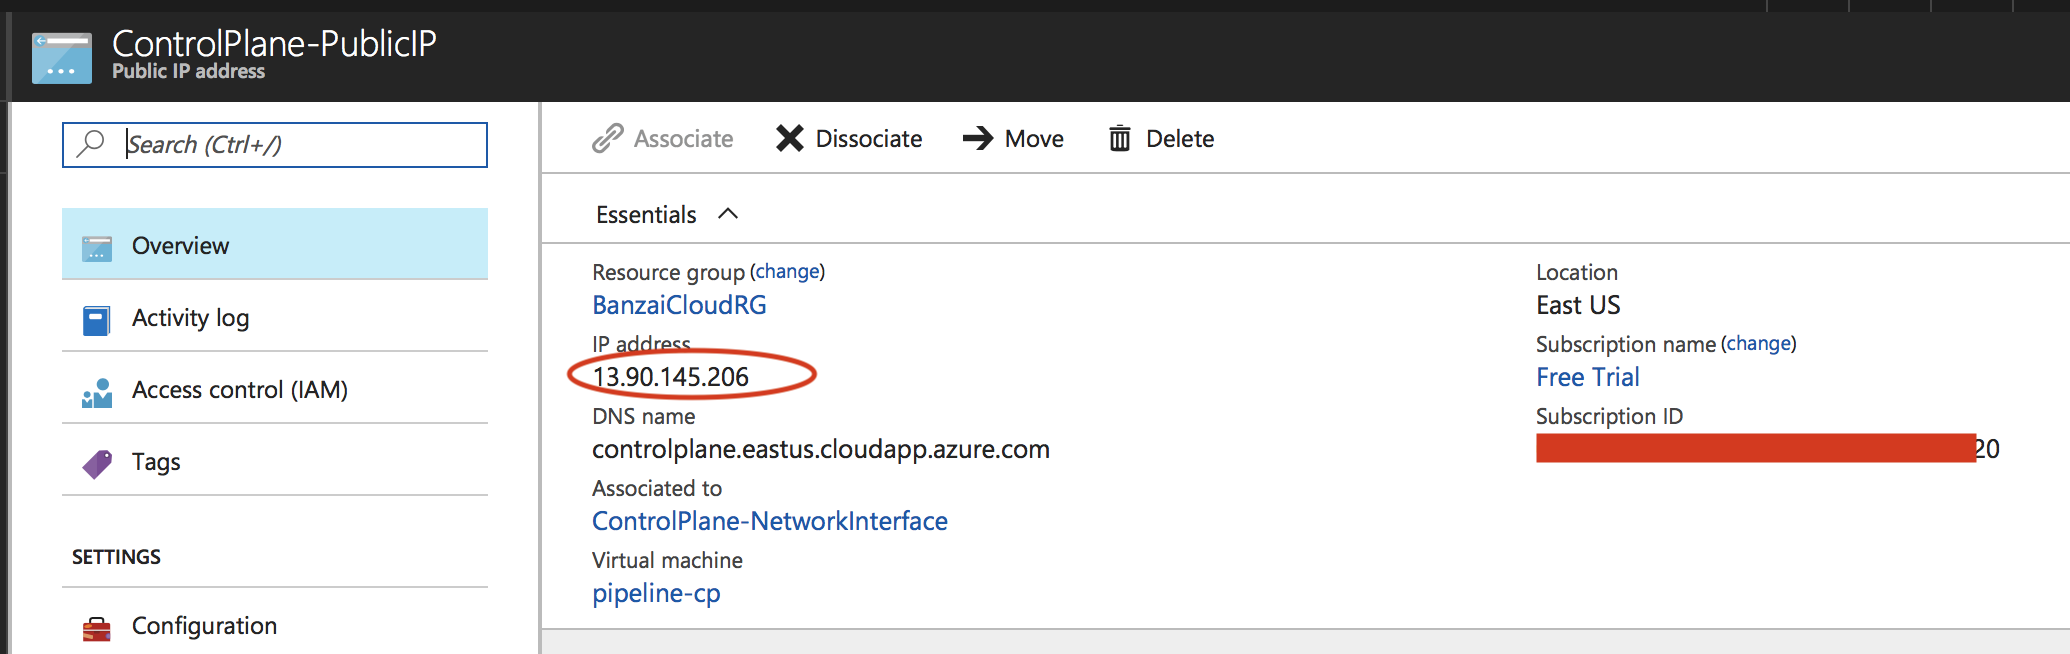 ControlPlane-PublicIP
Public IP address
Search (Ctrl+/)
Overview
Activity log
Access control (IAM)
Tags
SETTINGS
Configuration
Associate Dissociate Move Delete
Essentials
Resource group (change)
BanzaiCloudRG
IP address
13.90.145.206
DNS name
controlplane.eastus.cloudapp.azure.com
Associated to
ControlPlane-NetworkInterface
Virtual machine
pipeline-cp
Location
East US
Subscription name (change)
Free Trial
Subscription ID
20